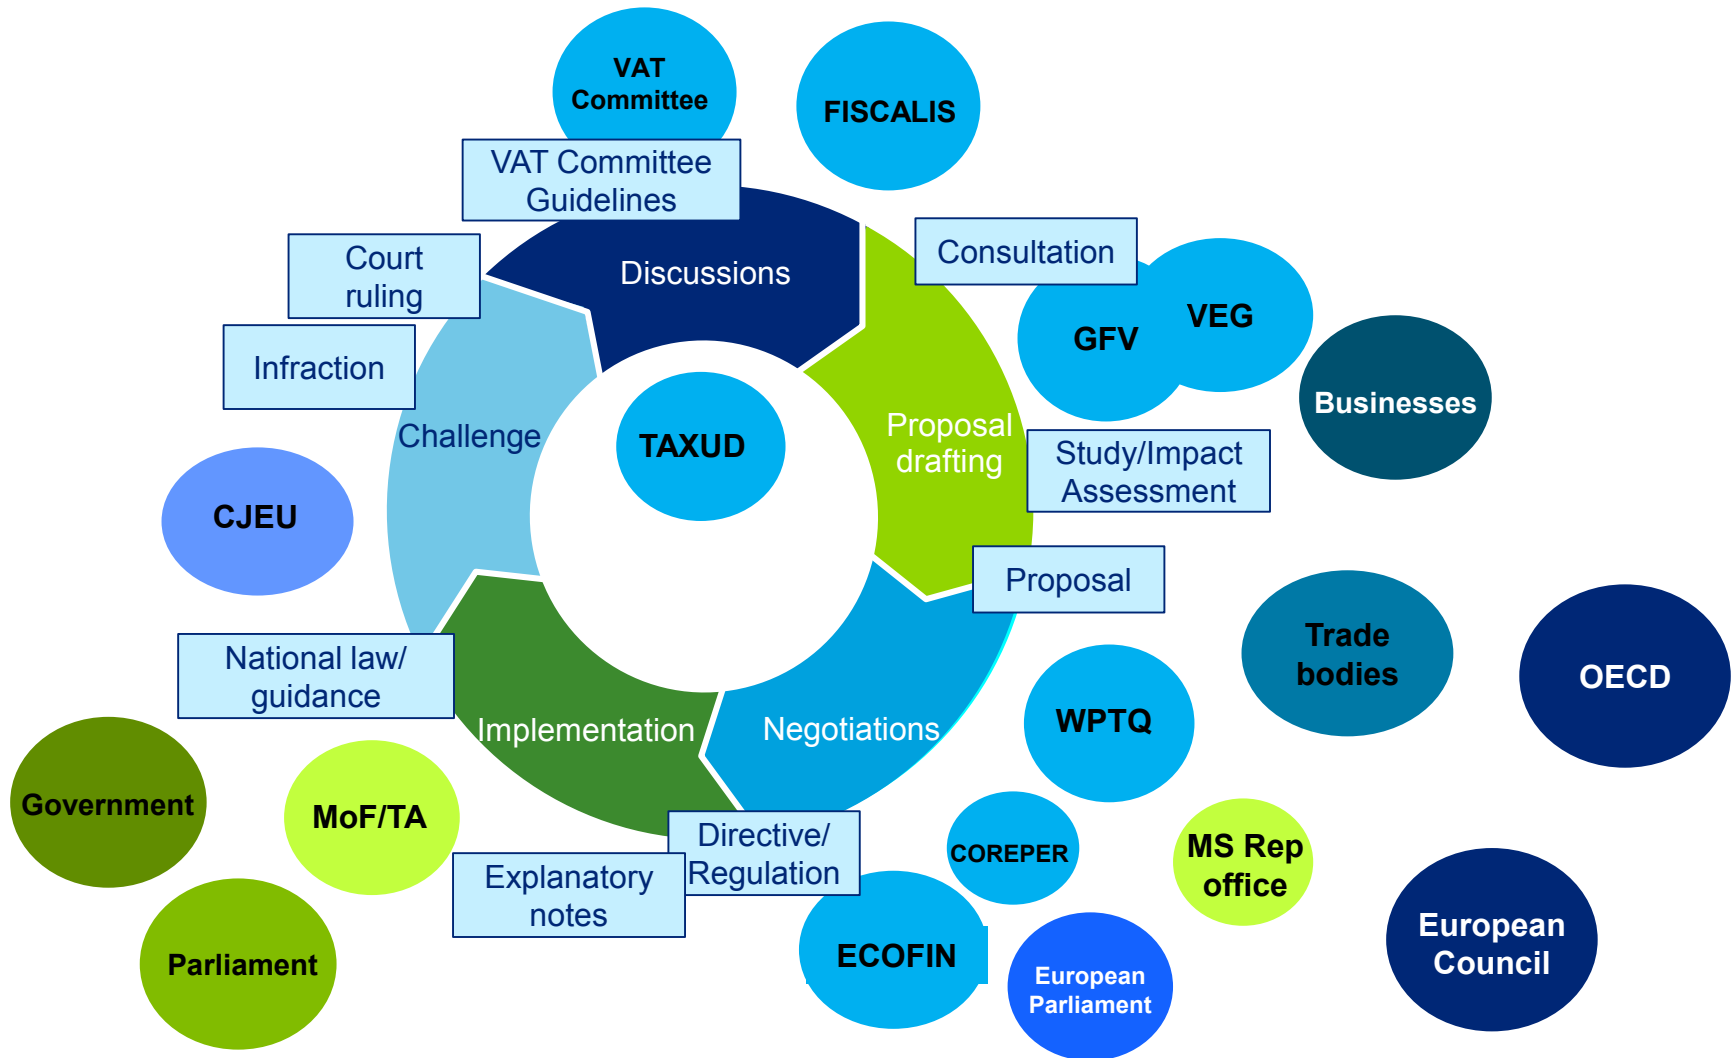 VAT
Committee
FISCALIS
VAT Committee
Guidelines
Consultation
Court
ruling
Discussions
VEG
GFV
Infraction
Businesses
Challenge
TAXUD
Proposal
drafting
Study/Impact
Assessment
CJEU
Proposal
Trade
bodies
OECD
National law/
guidance
Implementation
Negotiations
WPTQ
Government
MoF/TA
Directive/
Regulation
COREPER
MS Rep
office
Explanatory
notes
European
Council
Parliament
ECOFIN
European
Parliament